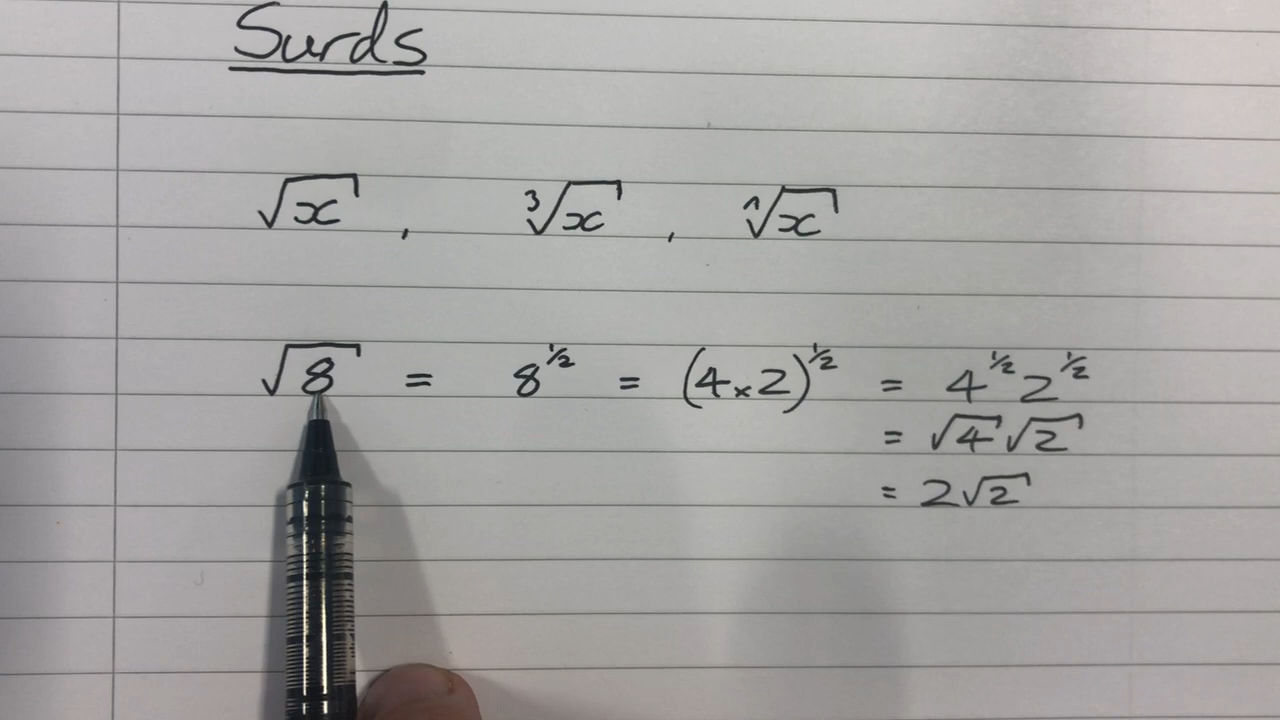 Surds
√x , ³√x , ⁿ√x
√8 = 8^½ = (4×2)^½ = 4^½ 2^½
= √4 √2
= 2√2